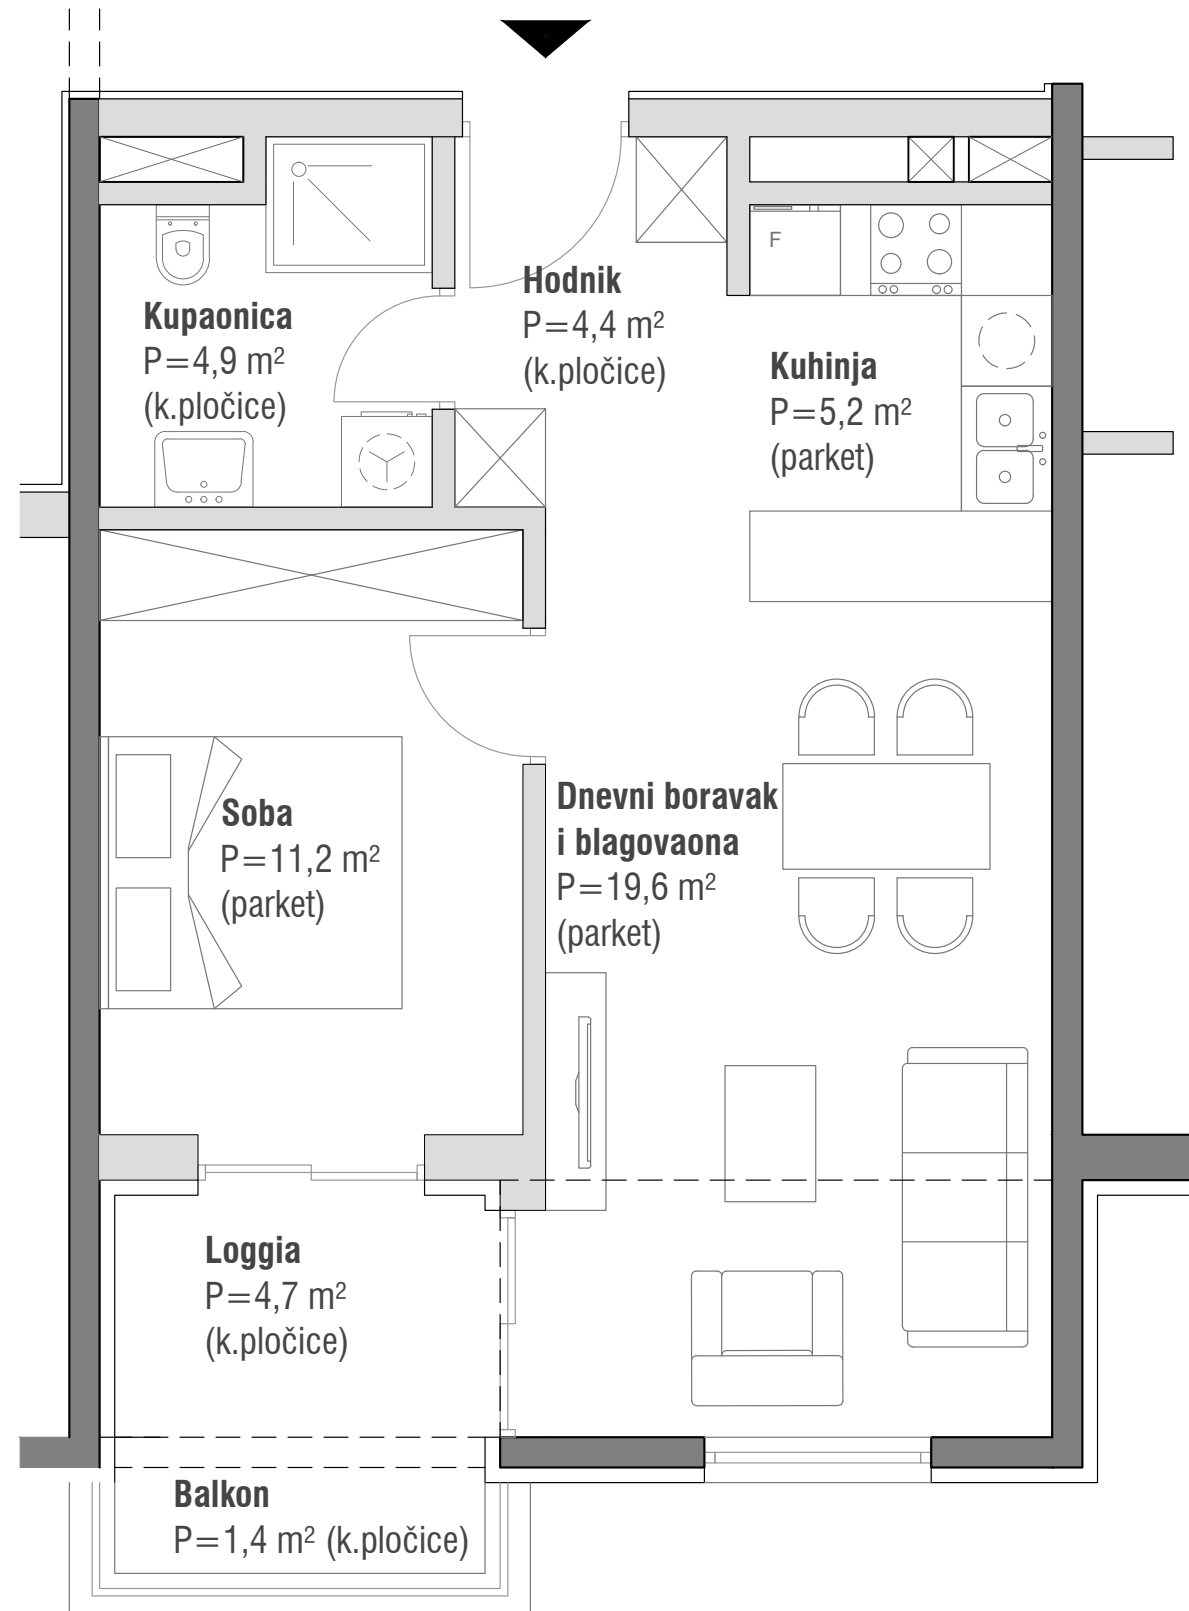 F
Hodnik
P=4,4 m²
(k.pločice)
Kupaonica
P=4,9 m²
(k.pločice)
Kuhinja
P=5,2 m²
(parket)
Soba
P=11,2 m²
(parket)
Dnevni boravak
i blagovaona
P=19,6 m²
(parket)
Loggia
P=4,7 m²
(k.pločice)
Balkon
P=1,4 m² (k.pločice)